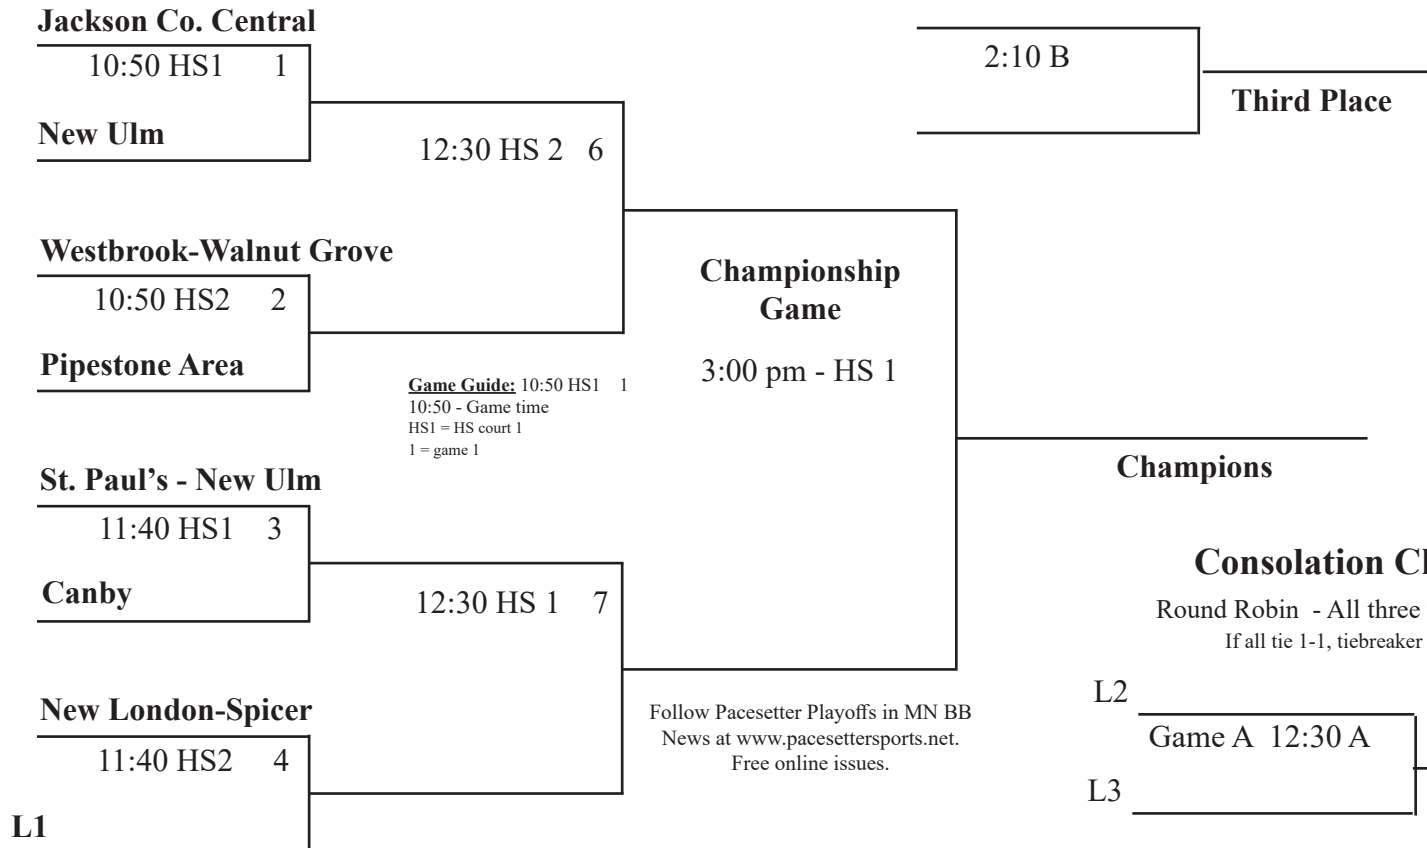 Jackson Co. Central
10:50 HS1 1
New Ulm
12:30 HS 2 6
Westbrook-Walnut Grove
10:50 HS2 2
Pipestone Area
Game Guide: 10:50 HS1 1
10:50 - Game time
HS1 = HS court 1
1 = game 1
St. Paul’s - New Ulm
11:40 HS1 3
Canby
12:30 HS 1 7
New London-Spicer
11:40 HS2 4
L1
Championship
Game
3:00 pm - HS 1
Follow Pacesetter Playoffs in MN BB
News at www.pacesettersports.net.
Free online issues.
2:10 B
Third Place
Champions
Consolation
Round Robin - All three
If all tie 1-1, tiebreaker
L2
Game A 12:30 A
L3